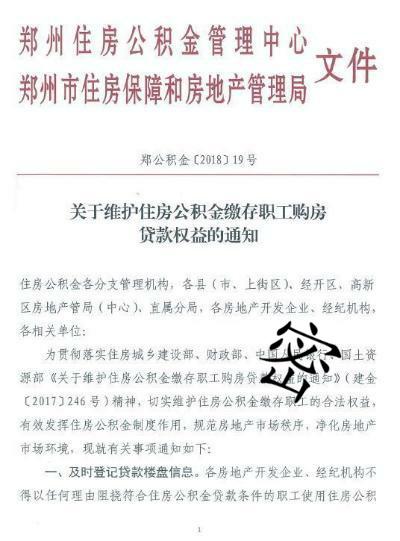 郑州住房公积金管理中心
郑州市住房保障和房地产管理局
文件
郑公积金〔2018〕19号
关于维护住房公积金缴存职工购房
贷款权益的通知
住房公积金各分支管理机构，各县（市、上街区）、经开区、高新
区房地产管局（中心）、直属分局，各房地产开发企业、经纪机构，
各相关单位：
为贯彻落实住房城乡建设部、财政部、中国人民银行、国土资
源部《关于维护住房公积金缴存职工购房贷款权益的通知》（建金
〔2017〕246号）精神，切实维护住房公积金缴存职工的合法权益，
有效发挥住房公积金制度作用，规范房地产市场秩序，净化房地产
市场环境，现就有关事项通知如下：
密
一、及时登记贷款楼盘信息。各房地产开发企业、经纪机构不
得以任何理由阻挠符合住房公积金贷款条件的职工使用住房公积
1